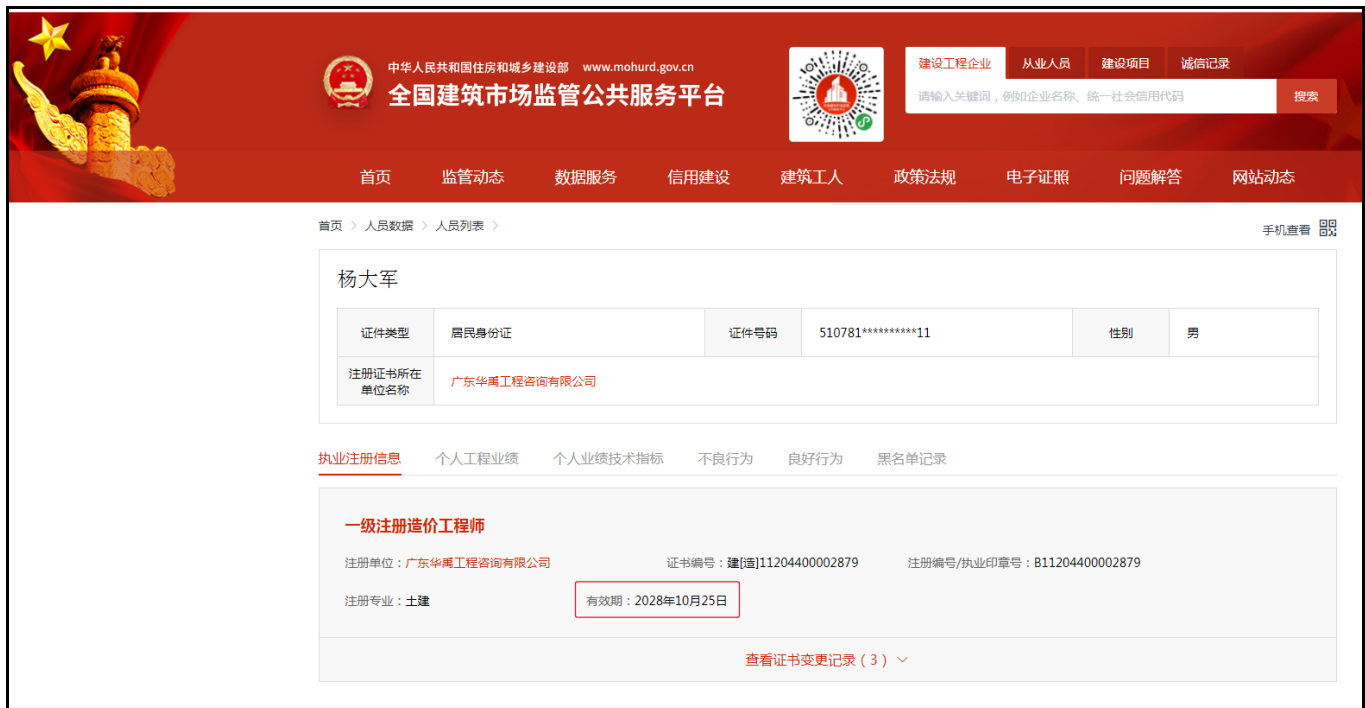 中华人民共和国住房和城乡建设部 www.mohurd.gov.cn
全国建筑市场监管公共服务平台
建设工程企业 从业人员 建设项目 诚信记录
请输入关键词，例如企业名称、统一社会信用代码 搜索
首页 监管动态 数据服务 信用建设 建筑工人 政策法规 电子证照 问题解答 网站动态
首页 > 人员数据 > 人员列表 >
手机查看
杨大军
证件类型 居民身份证 证件号码 510781**********11 性别 男
注册证书所在
单位名称
广东华禹工程咨询有限公司
执业注册信息 个人工程业绩 个人业绩技术指标 不良行为 良好行为 黑名单记录
一级注册造价工程师
注册单位：广东华禹工程咨询有限公司 证书编号：建[造]11204400002879 注册编号/执业印章号：B11204400002879
注册专业：土建 有效期：2028年10月25日
查看证书变更记录（3）